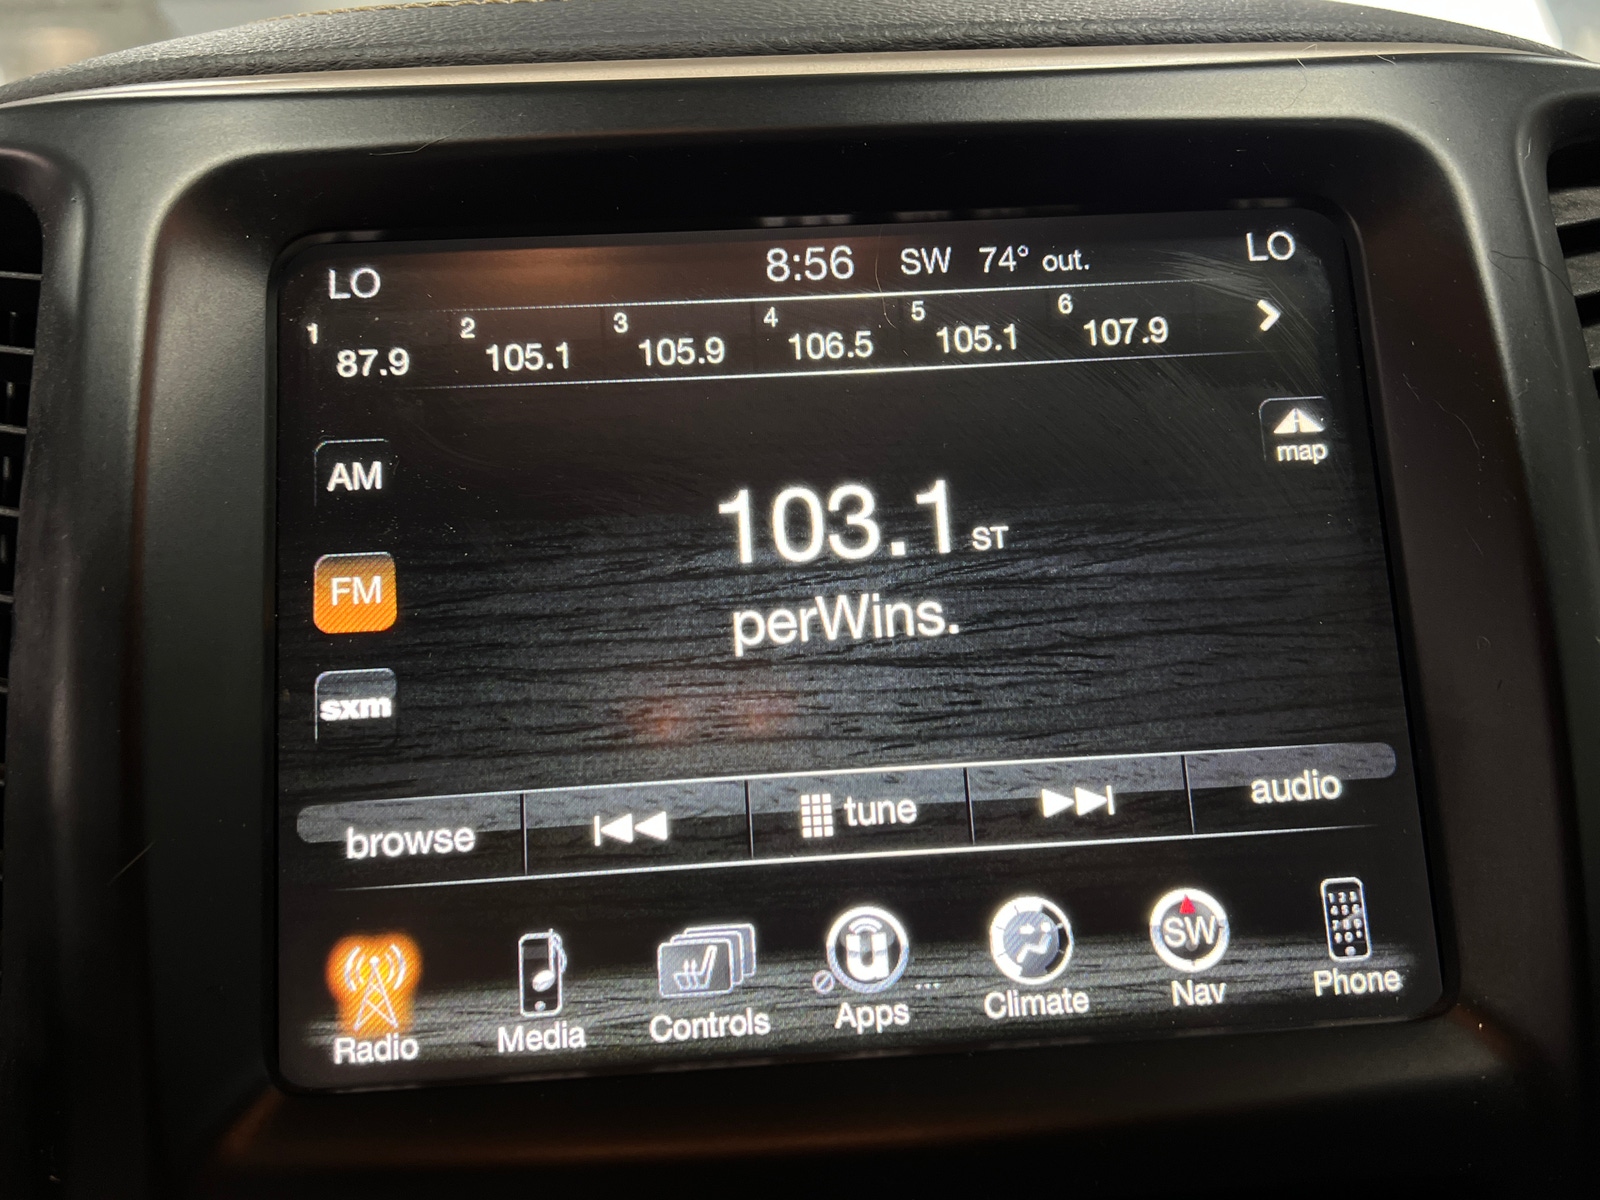 LO 8:56 SW 74° out. LO
1 87.9 2 105.1 3 105.9 4 106.5 5 105.1 6 107.9
map
AM
103.1 ST
FM
perWins.
sxm
browse tune audio
SW
Radio Media Controls Apps ... Climate Nav Phone